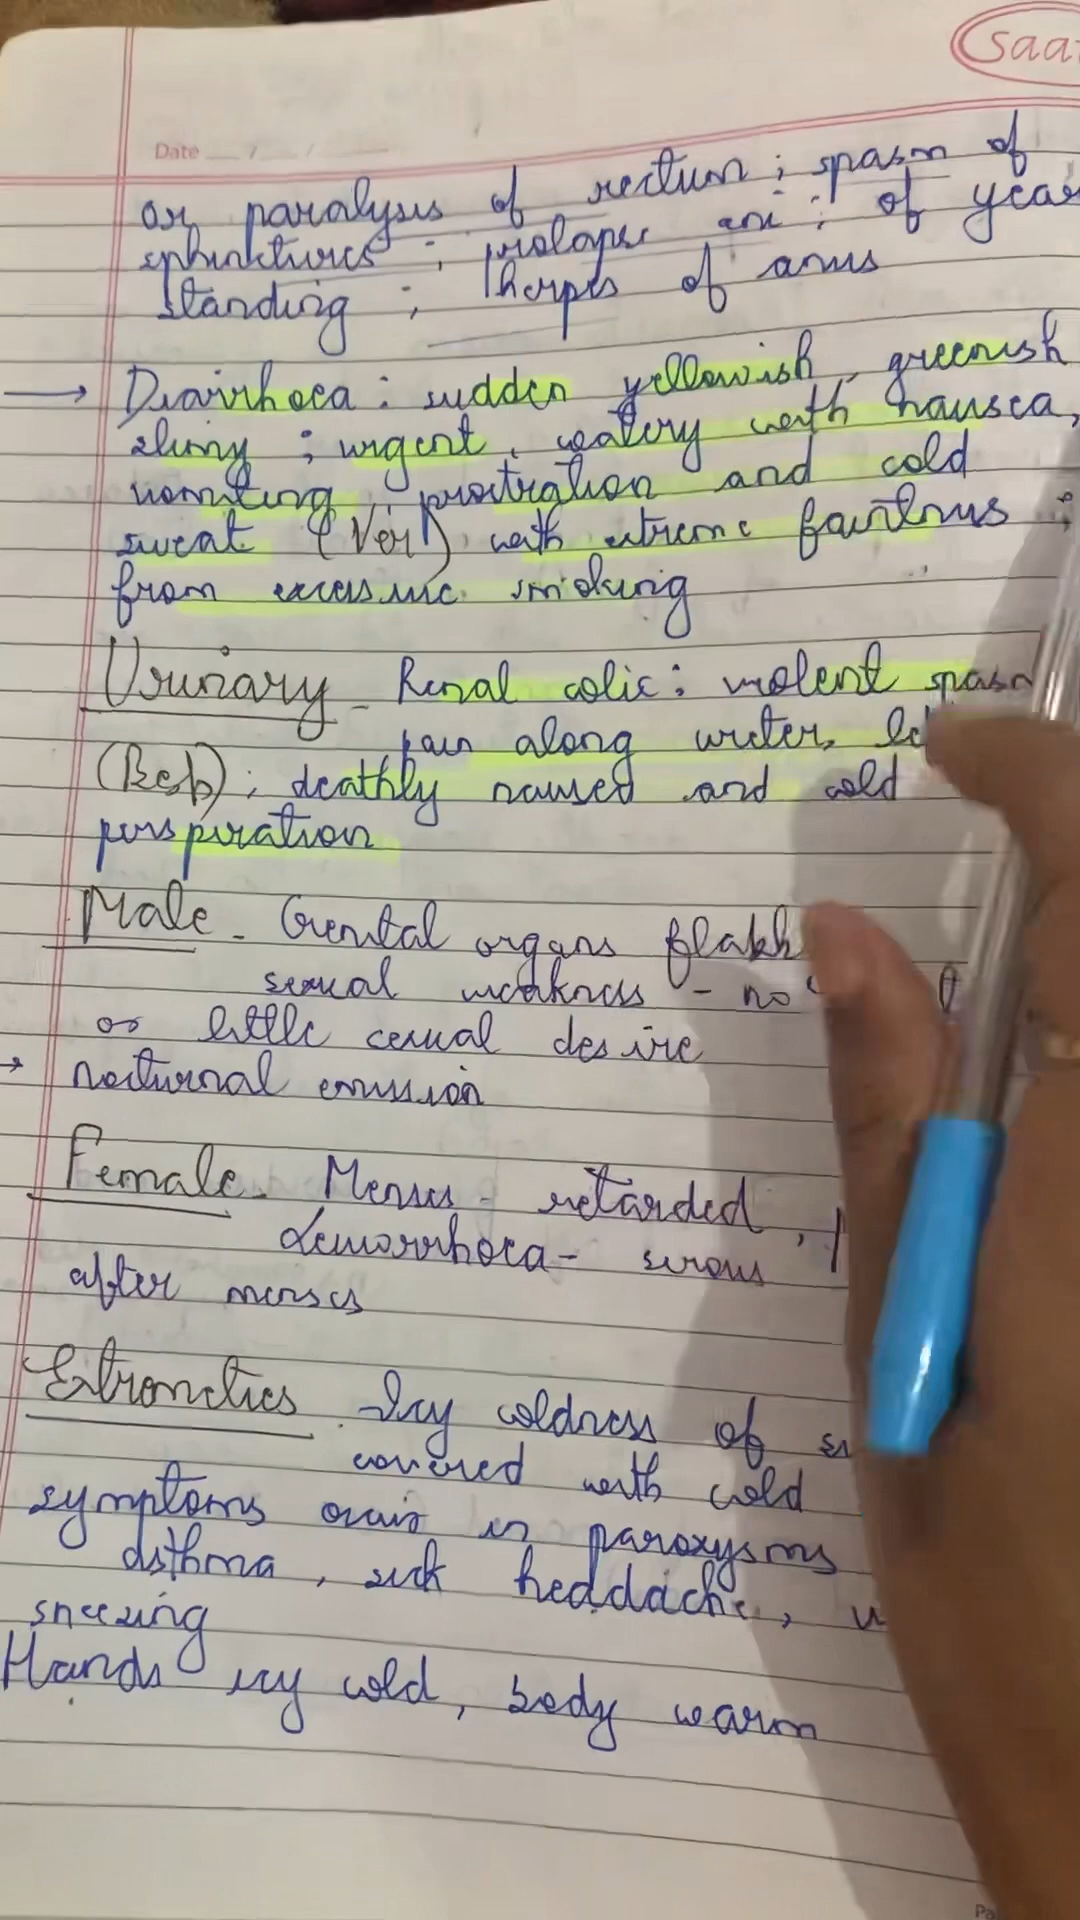 Saa
Date
or paralysis of rectum ; spasm of
sphinktures ; prolapse ani ; of year
standing ; herpes of anus
→ Diarrhoea : sudden yellowish, greenish
slimy ; urgent, watery with nausea,
vomiting, prostration and cold
sweat (Ver) with extreme faintness ;
from excessive smoking
Urinary - Renal colic : violent spasm
pain along ureter,
(Berb) ; deathly nausea and cold
perspiration
Male - Genital organs
sexual weakness - no
or little sexual desire
→ nocturnal emission
Female - Menses - retarded,
Leucorrhoea - serous
after menses
Extremeties Icy coldness of
covered with cold
symptoms occur in paroxysms
asthma, sick headache,
sneezing
Hands icy cold, body warm